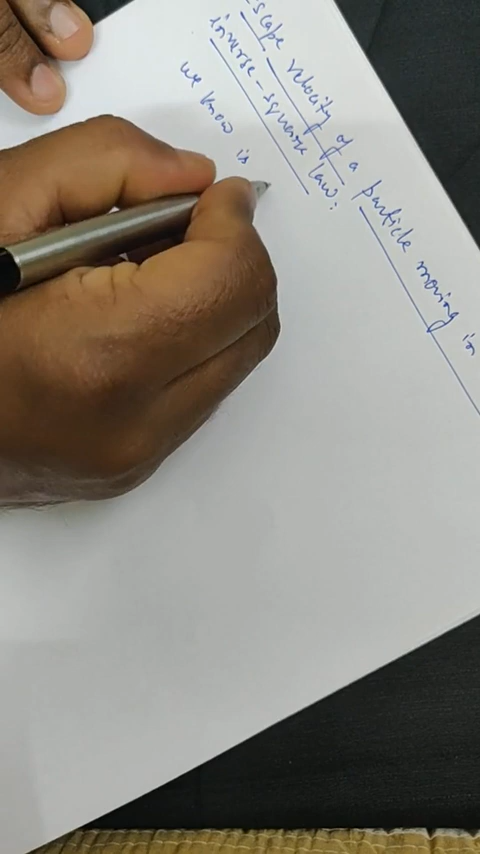 Escape velocity of a particle moving in
inverse-square law:
we know is